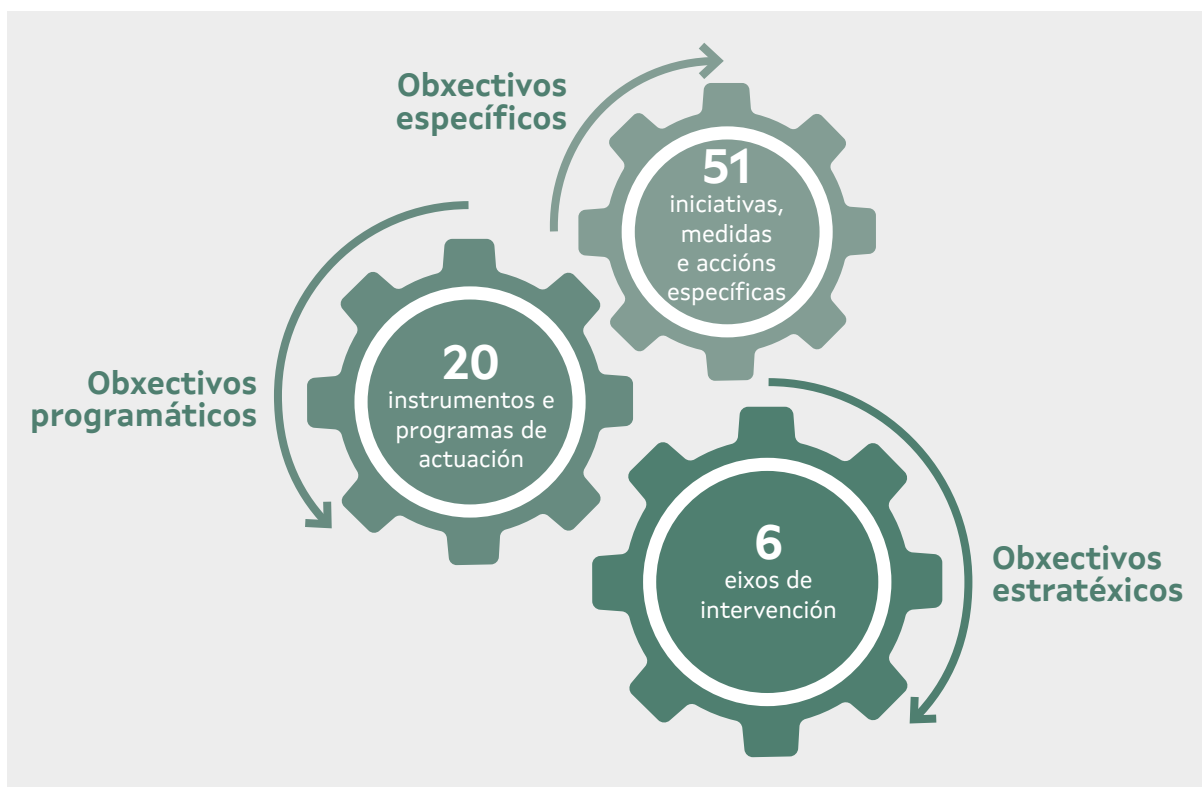 Obxectivos
específicos
51
iniciativas,
medidas
e accións
específicas
Obxectivos
programáticos
20
instrumentos e
programas de
actuación
6
eixos de
intervención
Obxectivos
estratéxicos